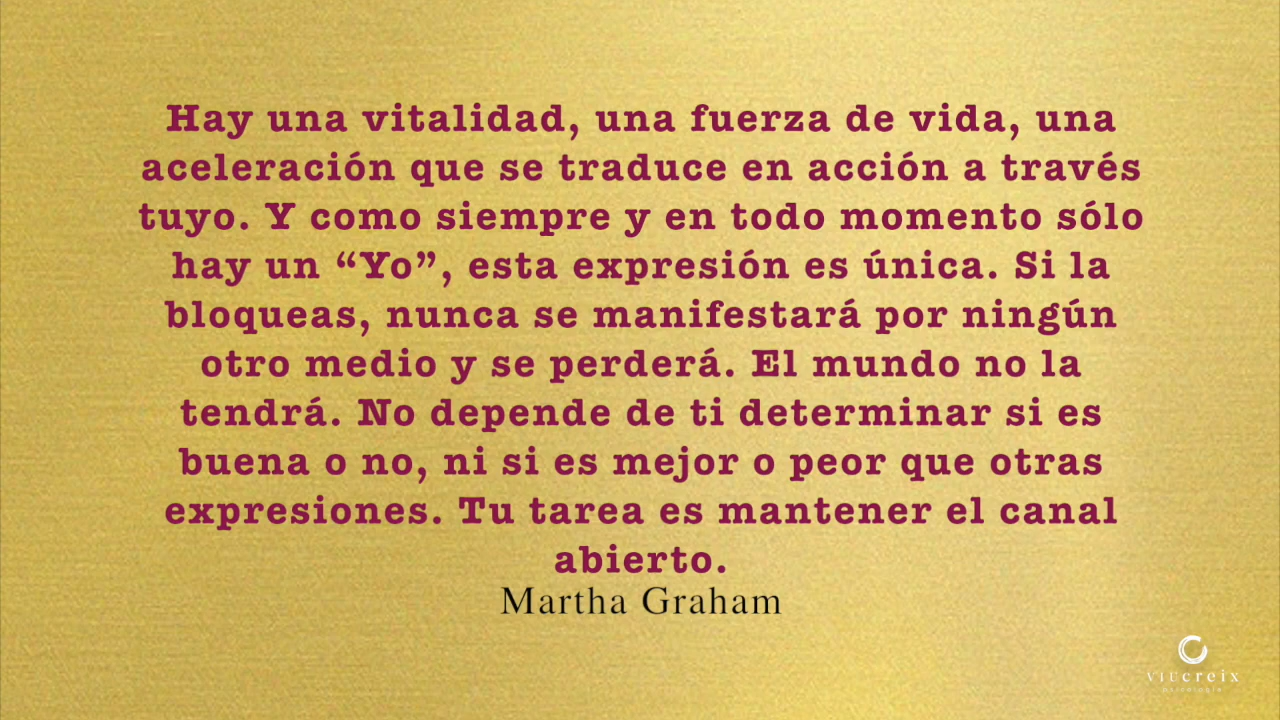 Hay una vitalidad, una fuerza de vida, una
aceleración que se traduce en acción a través
tuyo. Y como siempre y en todo momento sólo
hay un “Yo”, esta expresión es única. Si la
bloqueas, nunca se manifestará por ningún
otro medio y se perderá. El mundo no la
tendrá. No depende de ti determinar si es
buena o no, ni si es mejor o peor que otras
expresiones. Tu tarea es mantener el canal
abierto.
Martha Graham
VIUcreix
psicologia